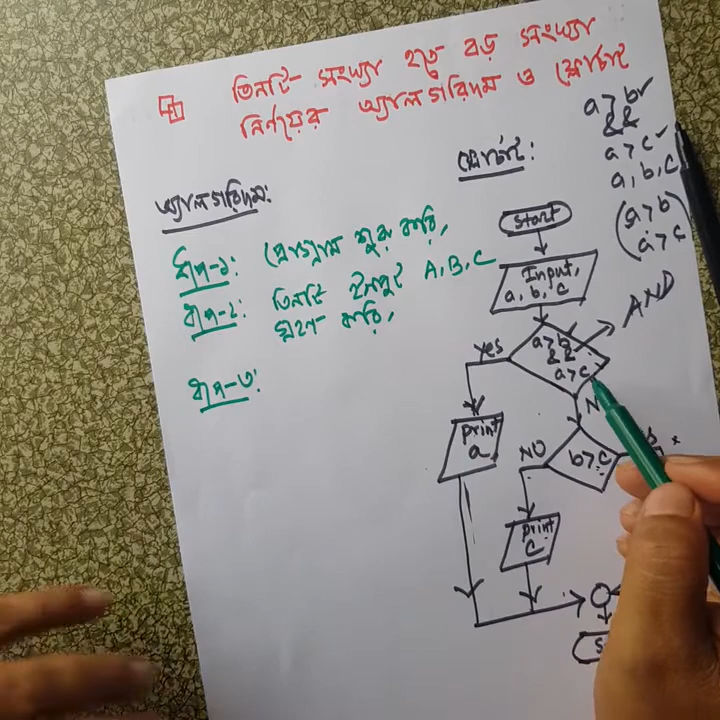 তিনটি সংখ্যা হতে বড় সংখ্যা
নির্ণয়ের অ্যালগরিদম ও ফ্লোচার্ট
অ্যালগরিদম:
ধাপ-১: প্রোগ্রাম শুরু করি,
ধাপ-২: তিনটি ইনপুট A, B, C
গ্রহণ করি,
ধাপ-৩:
ফ্লোচার্ট:
a > b
&&
a > c
a, b, c
(a > b)
a > c
AND
start
Input,
a, b, c
a > b
&&
a > c
yes
print
a
b > c
NO
print
c